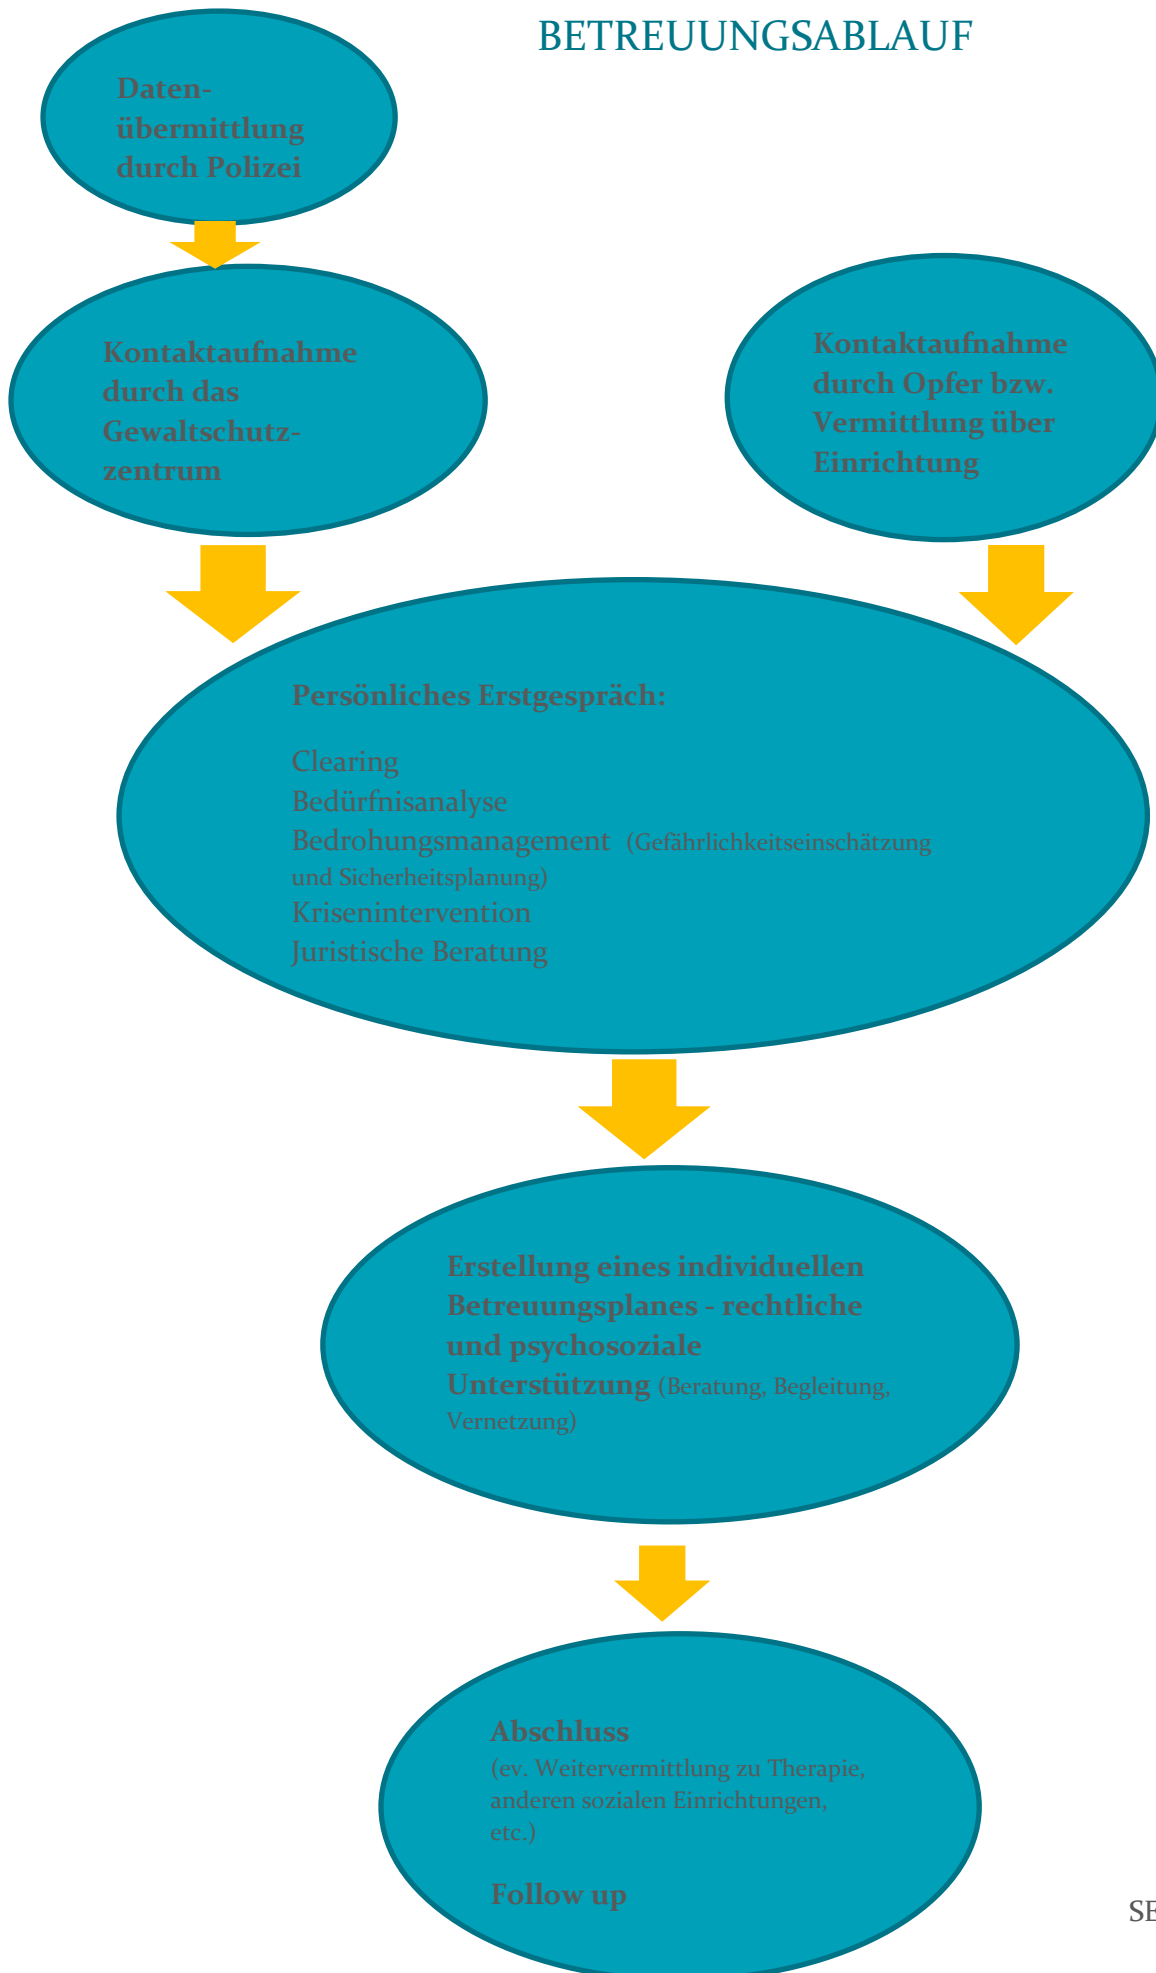 BETREUUNGSABLAUF
Daten-
übermittlung
durch Polizei
Kontaktaufnahme
durch das
Gewaltschutz-
zentrum
Kontaktaufnahme
durch Opfer bzw.
Vermittlung über
Einrichtung
Persönliches Erstgespräch:
Clearing
Bedürfnisanalyse
Bedrohungsmanagement (Gefährlichkeitseinschätzung
und Sicherheitsplanung)
Krisenintervention
Juristische Beratung
Erstellung eines individuellen
Betreuungsplanes - rechtliche
und psychosoziale
Unterstützung (Beratung, Begleitung,
Vernetzung)
Abschluss
(ev. Weitervermittlung zu Therapie,
anderen sozialen Einrichtungen,
etc.)
Follow up
SE